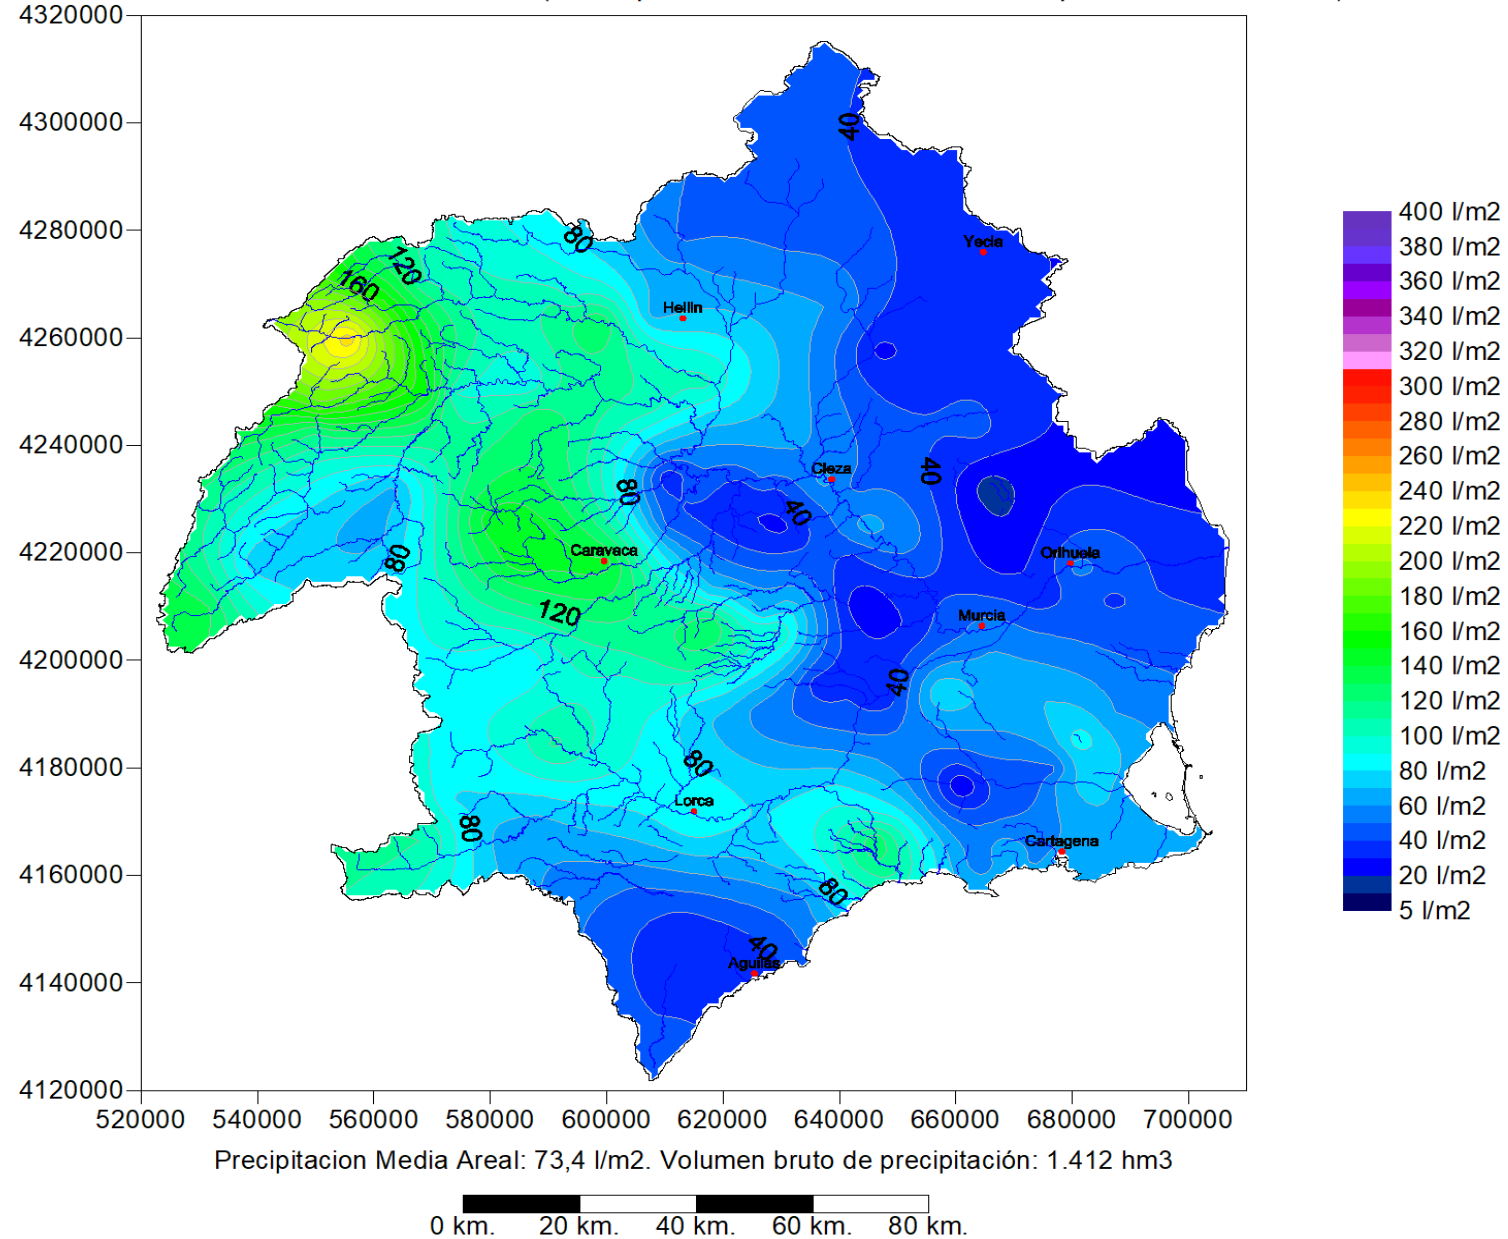 4320000
4300000
4280000
4260000
4240000
4220000
4200000
4180000
4160000
4140000
4120000
520000 540000 560000 580000 600000 620000 640000 660000 680000 700000
40
80
120
160
Yecla
Hellin
Cieza
40
80
40
Caravaca
80
Orihuela
120
Murcia
40
80
Lorca
80
Cartagena
80
40
Aguilas
400 l/m2
380 l/m2
360 l/m2
340 l/m2
320 l/m2
300 l/m2
280 l/m2
260 l/m2
240 l/m2
220 l/m2
200 l/m2
180 l/m2
160 l/m2
140 l/m2
120 l/m2
100 l/m2
80 l/m2
60 l/m2
40 l/m2
20 l/m2
5 l/m2
Precipitacion Media Areal: 73,4 l/m2. Volumen bruto de precipitación: 1.412 hm3
0 km. 20 km. 40 km. 60 km. 80 km.